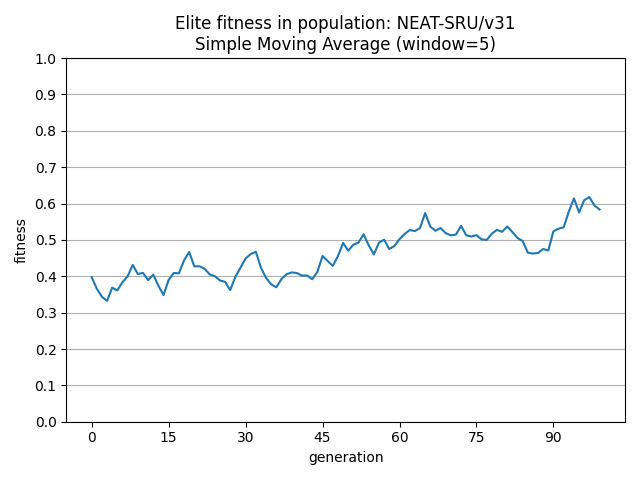 Elite fitness in population: NEAT-SRU/v31
Simple Moving Average (window=5)
1.0
0.9
0.8
0.7
0.6
0.5
0.4
0.3
0.2
0.1
0.0
fitness
0 15 30 45 60 75 90
generation